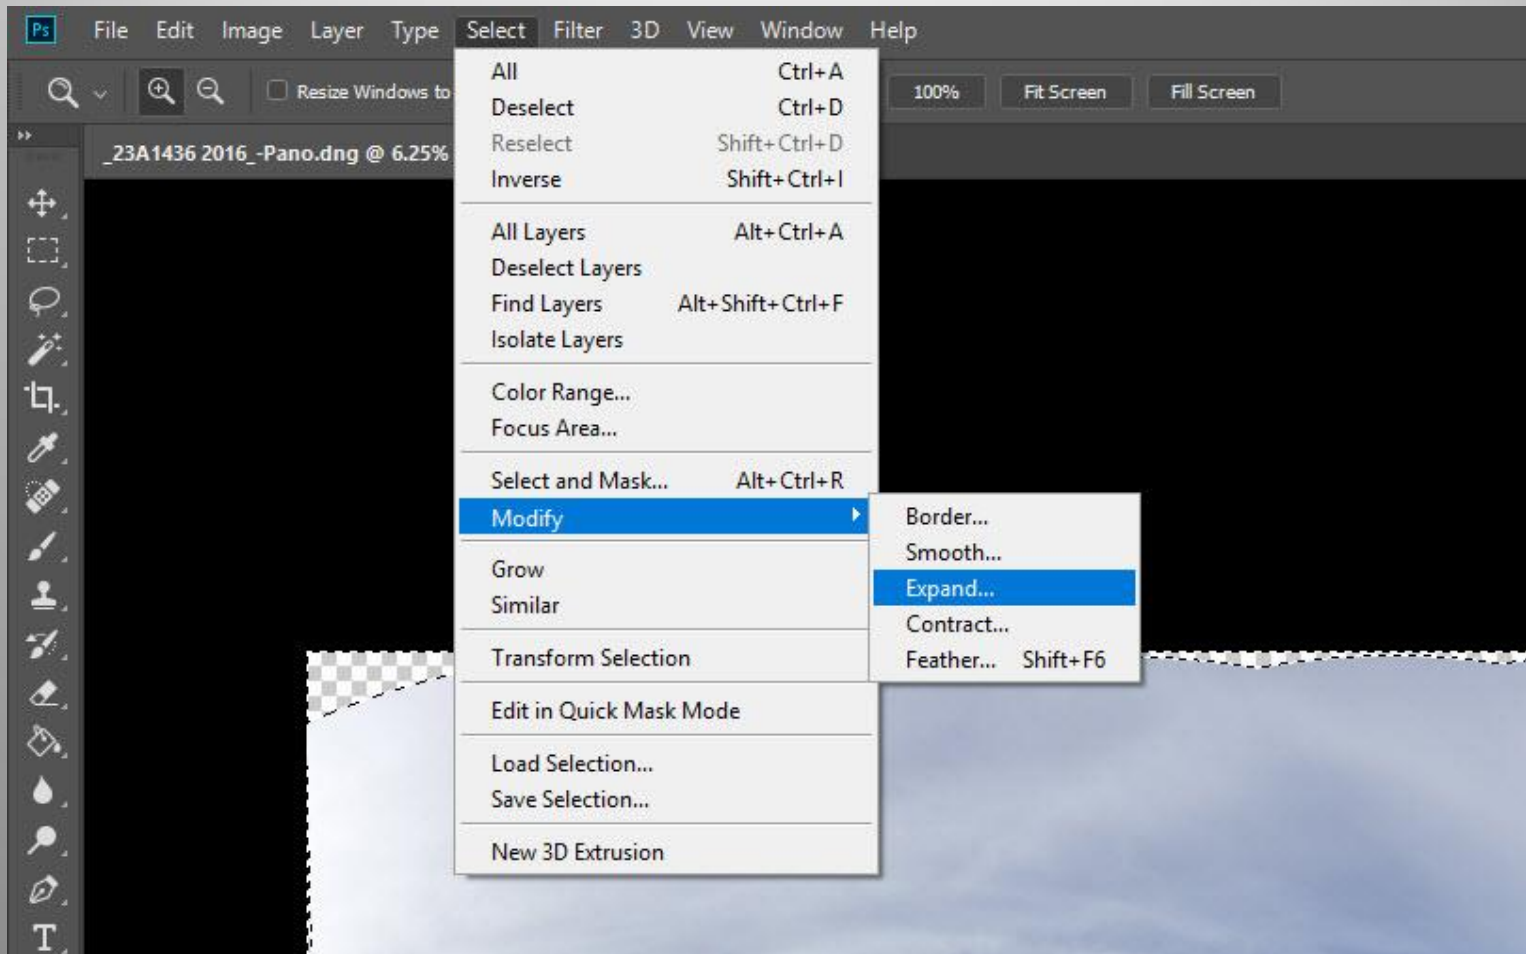 Ps File Edit Image Layer Type Select Filter 3D View Window Help
Resize Windows to
100% Fit Screen Fill Screen
_23A1436 2016_-Pano.dng @ 6.25%
All Ctrl+A
Deselect Ctrl+D
Reselect Shift+Ctrl+D
Inverse Shift+Ctrl+I
All Layers Alt+Ctrl+A
Deselect Layers
Find Layers Alt+Shift+Ctrl+F
Isolate Layers
Color Range...
Focus Area...
Select and Mask... Alt+Ctrl+R
Modify
Grow
Similar
Transform Selection
Edit in Quick Mask Mode
Load Selection...
Save Selection...
New 3D Extrusion
Border...
Smooth...
Expand...
Contract...
Feather... Shift+F6
T